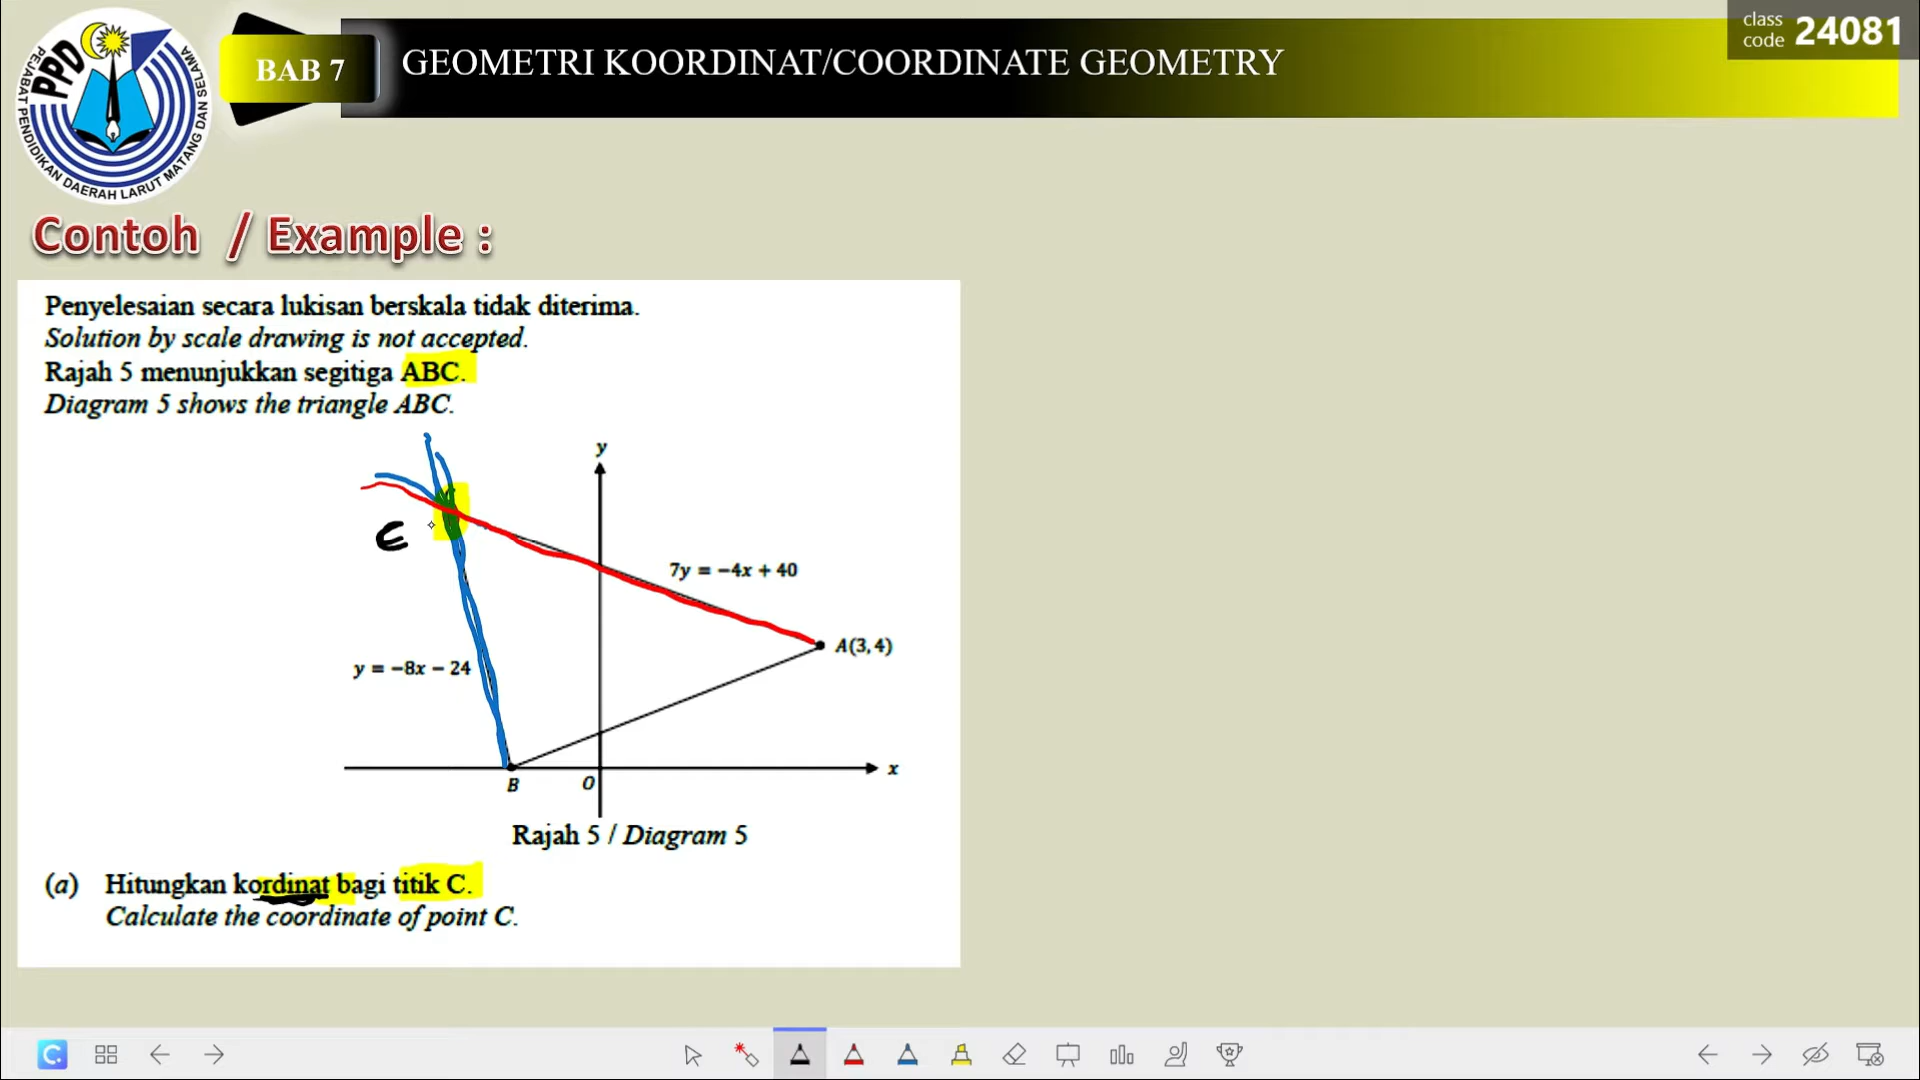 class
code 24081
PPD
PEJABAT PENDIDIKAN DAERAH LARUT MATANG DAN SELAMA
BAB 7
GEOMETRI KOORDINAT/COORDINATE GEOMETRY
Contoh / Example :
Penyelesaian secara lukisan berskala tidak diterima.
Solution by scale drawing is not accepted.
Rajah 5 menunjukkan segitiga ABC.
Diagram 5 shows the triangle ABC.
y
7y = −4x + 40
A(3, 4)
y = −8x − 24
x
B
O
Rajah 5 / Diagram 5
(a) Hitungkan kordinat bagi titik C.
Calculate the coordinate of point C.